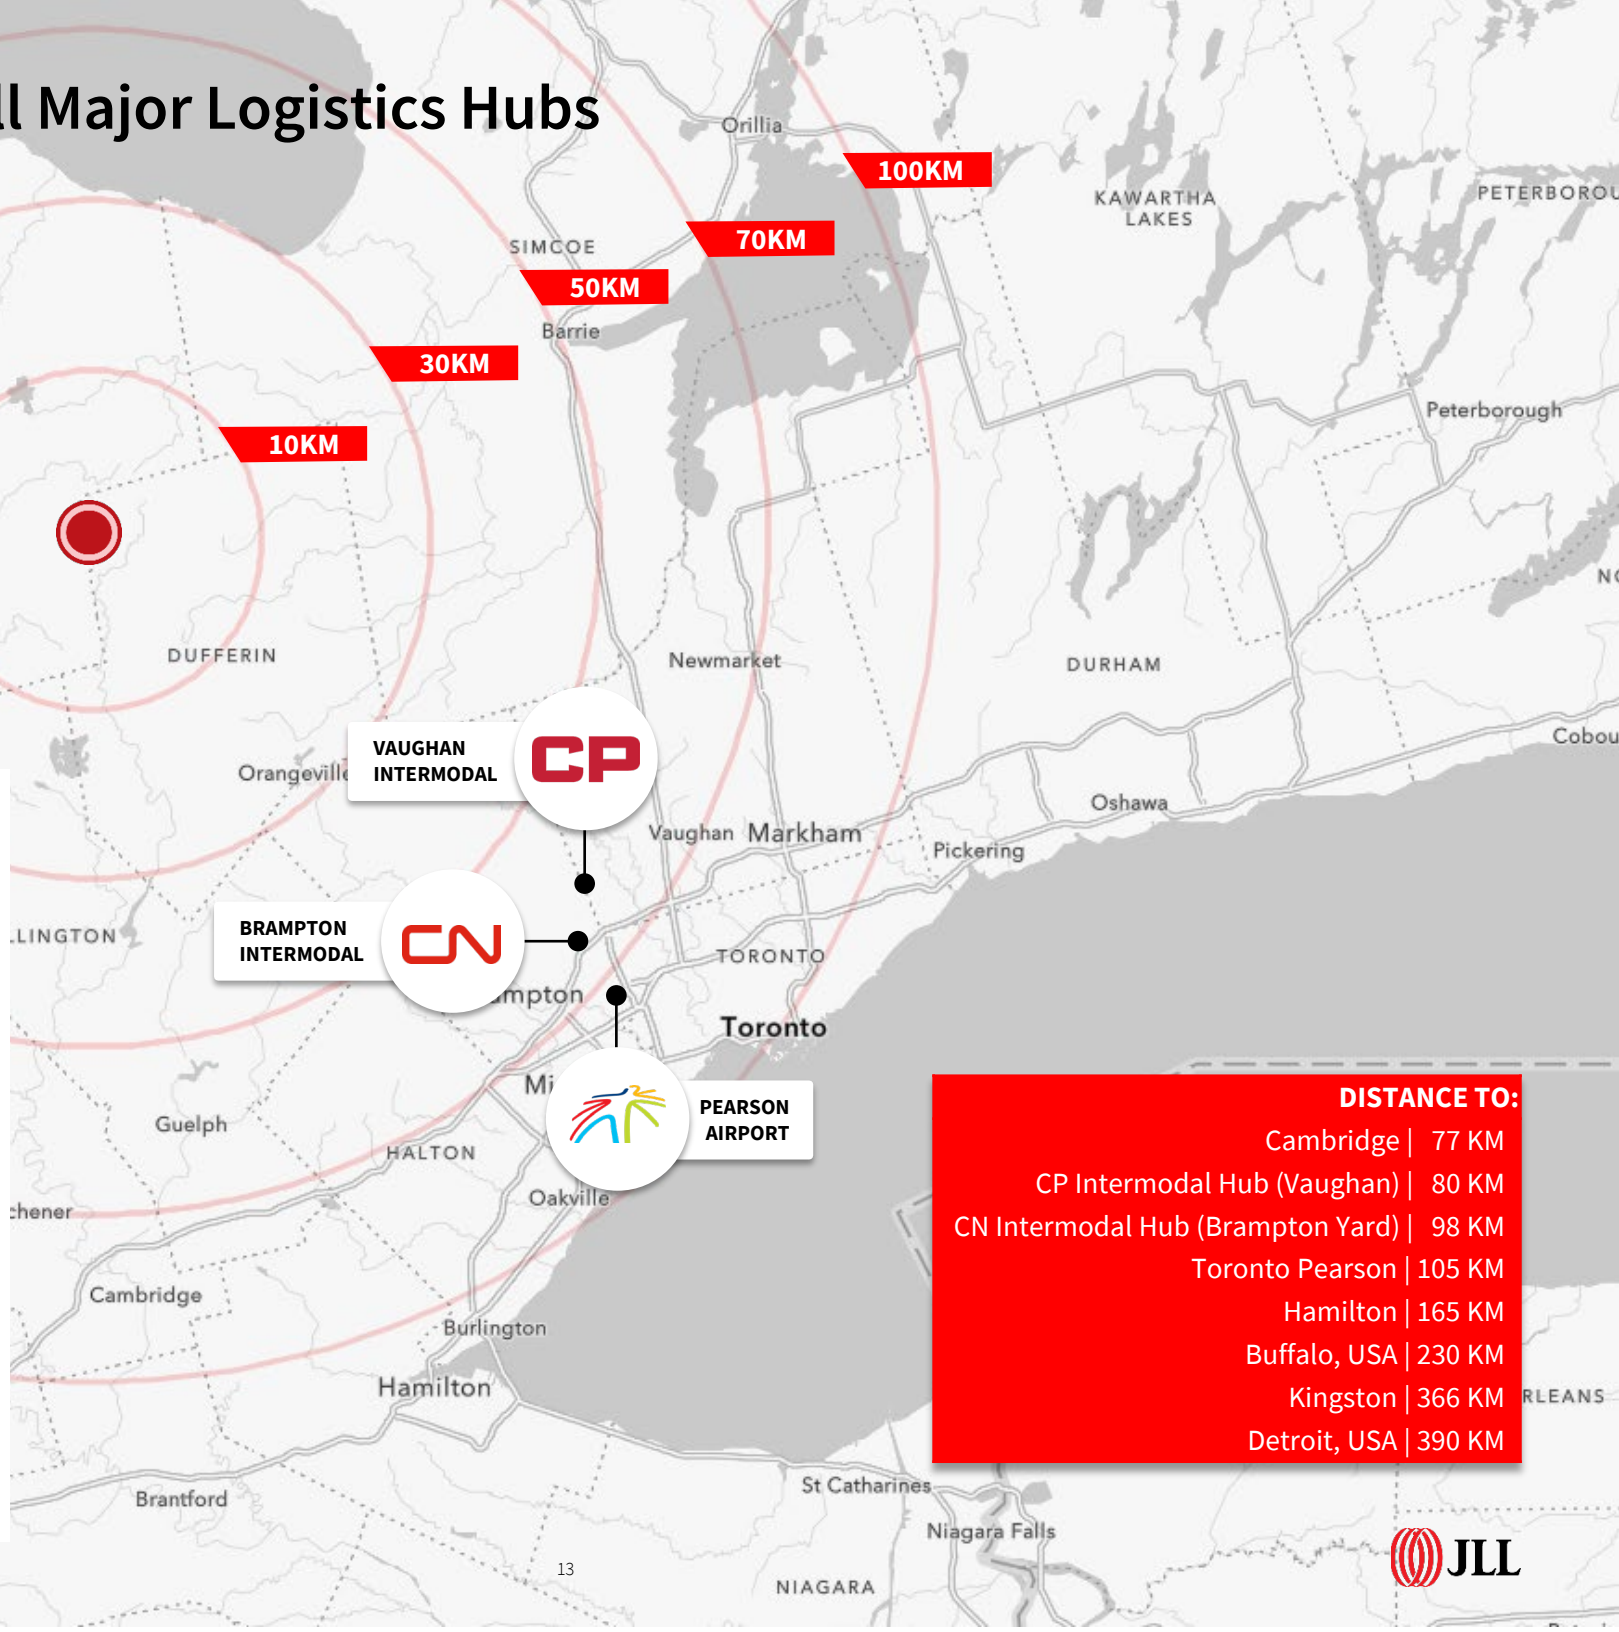 ll Major Logistics Hubs
Orillia
100KM
KAWARTHA
LAKES
70KM
SIMCOE
50KM
Barrie
30KM
Peterborough
10KM
DUFFERIN
Newmarket
DURHAM
VAUGHAN
INTERMODAL
CP
Orangeville
Oshawa
Vaughan
Markham
Pickering
BRAMPTON
INTERMODAL
CN
LLINGTON
TORONTO
mpton
Toronto
Mi
PEARSON
AIRPORT
Guelph
HALTON
Oakville
chener
Cambridge
Burlington
Hamilton
DISTANCE TO:
Cambridge | 77 KM
CP Intermodal Hub (Vaughan) | 80 KM
CN Intermodal Hub (Brampton Yard) | 98 KM
Toronto Pearson | 105 KM
Hamilton | 165 KM
Buffalo, USA | 230 KM
Kingston | 366 KM
Detroit, USA | 390 KM
RLEANS
Brantford
St Catharines
Niagara Falls
NIAGARA
13
JLL
PETERBOROU
Cobou